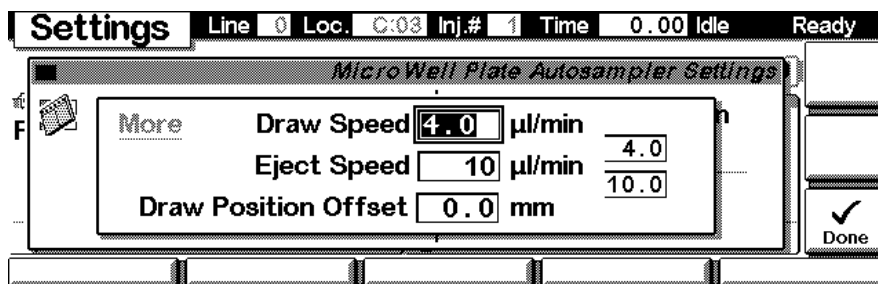 Settings Line 0 Loc. C:03 Inj.# 1 Time 0.00 Idle Ready
MicroWell Plate Autosampler Settings
F
More Draw Speed 4.0 µl/min 4.0
Eject Speed 10 µl/min 10.0
Draw Position Offset 0.0 mm
Done